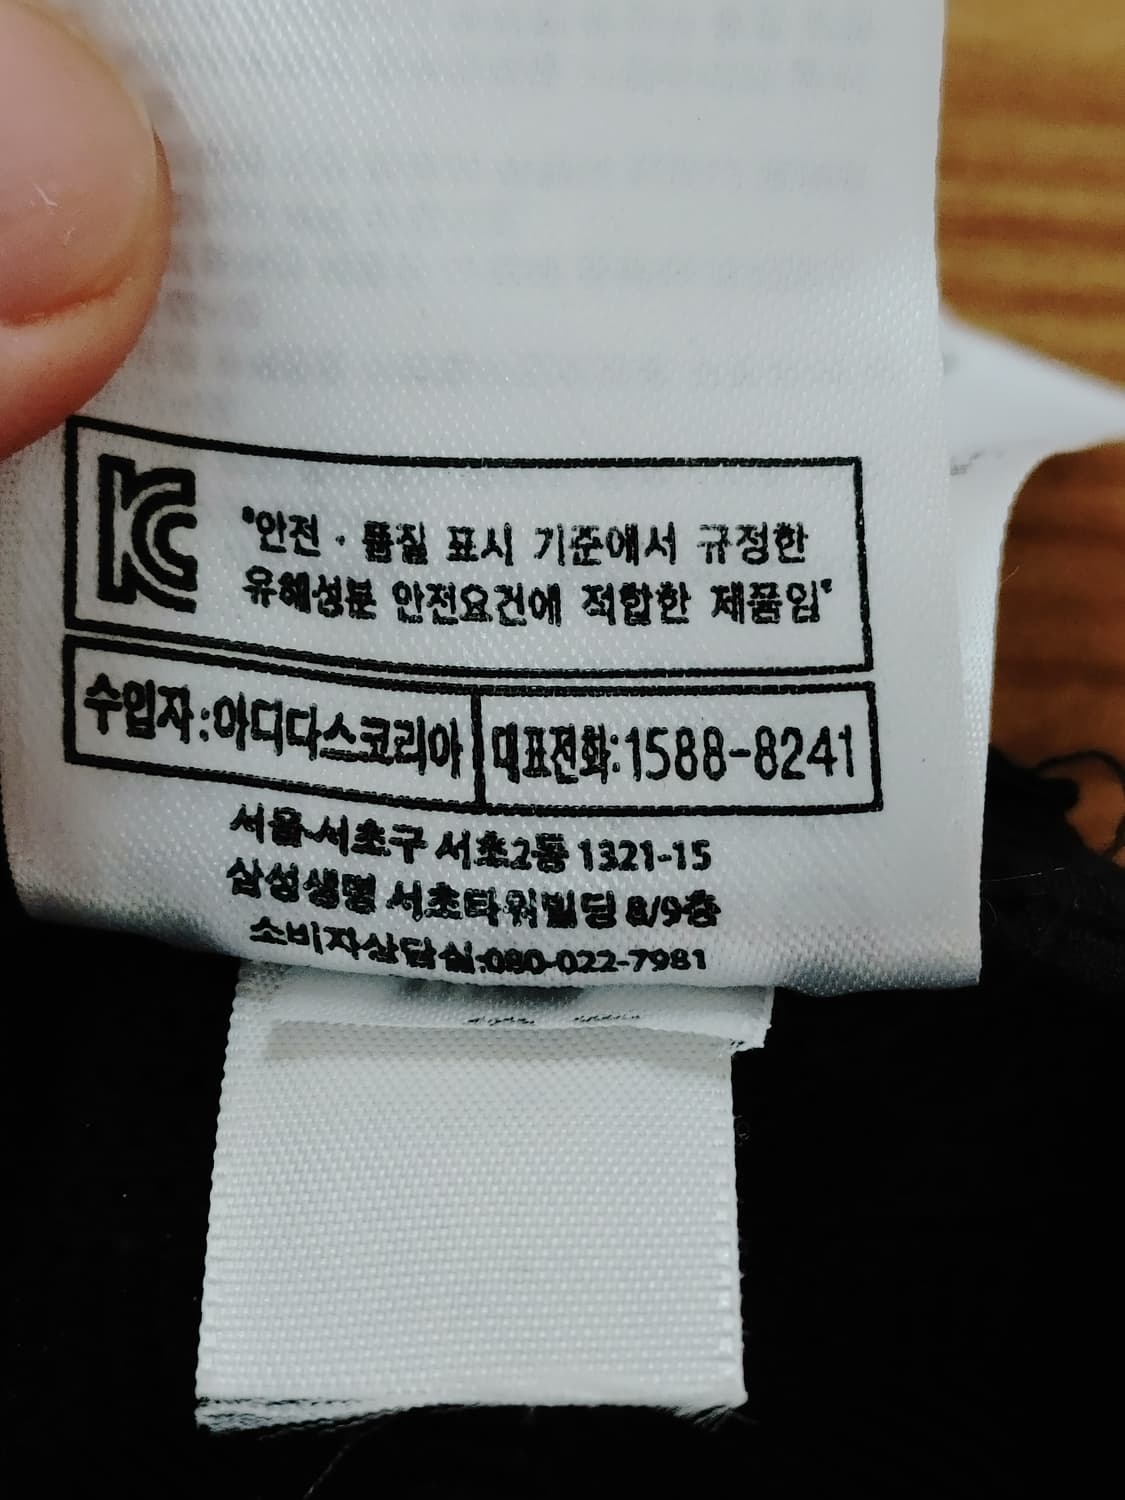 KC
"안전 · 품질 표시 기준에서 규정한
유해성분 안전요건에 적합한 제품임"
수입자:아디다스코리아
대표전화:1588-8241
서울 서초구 서초2동 1321-15
삼성생명 서초타워빌딩 8/9층
소비자상담실:080-022-7981